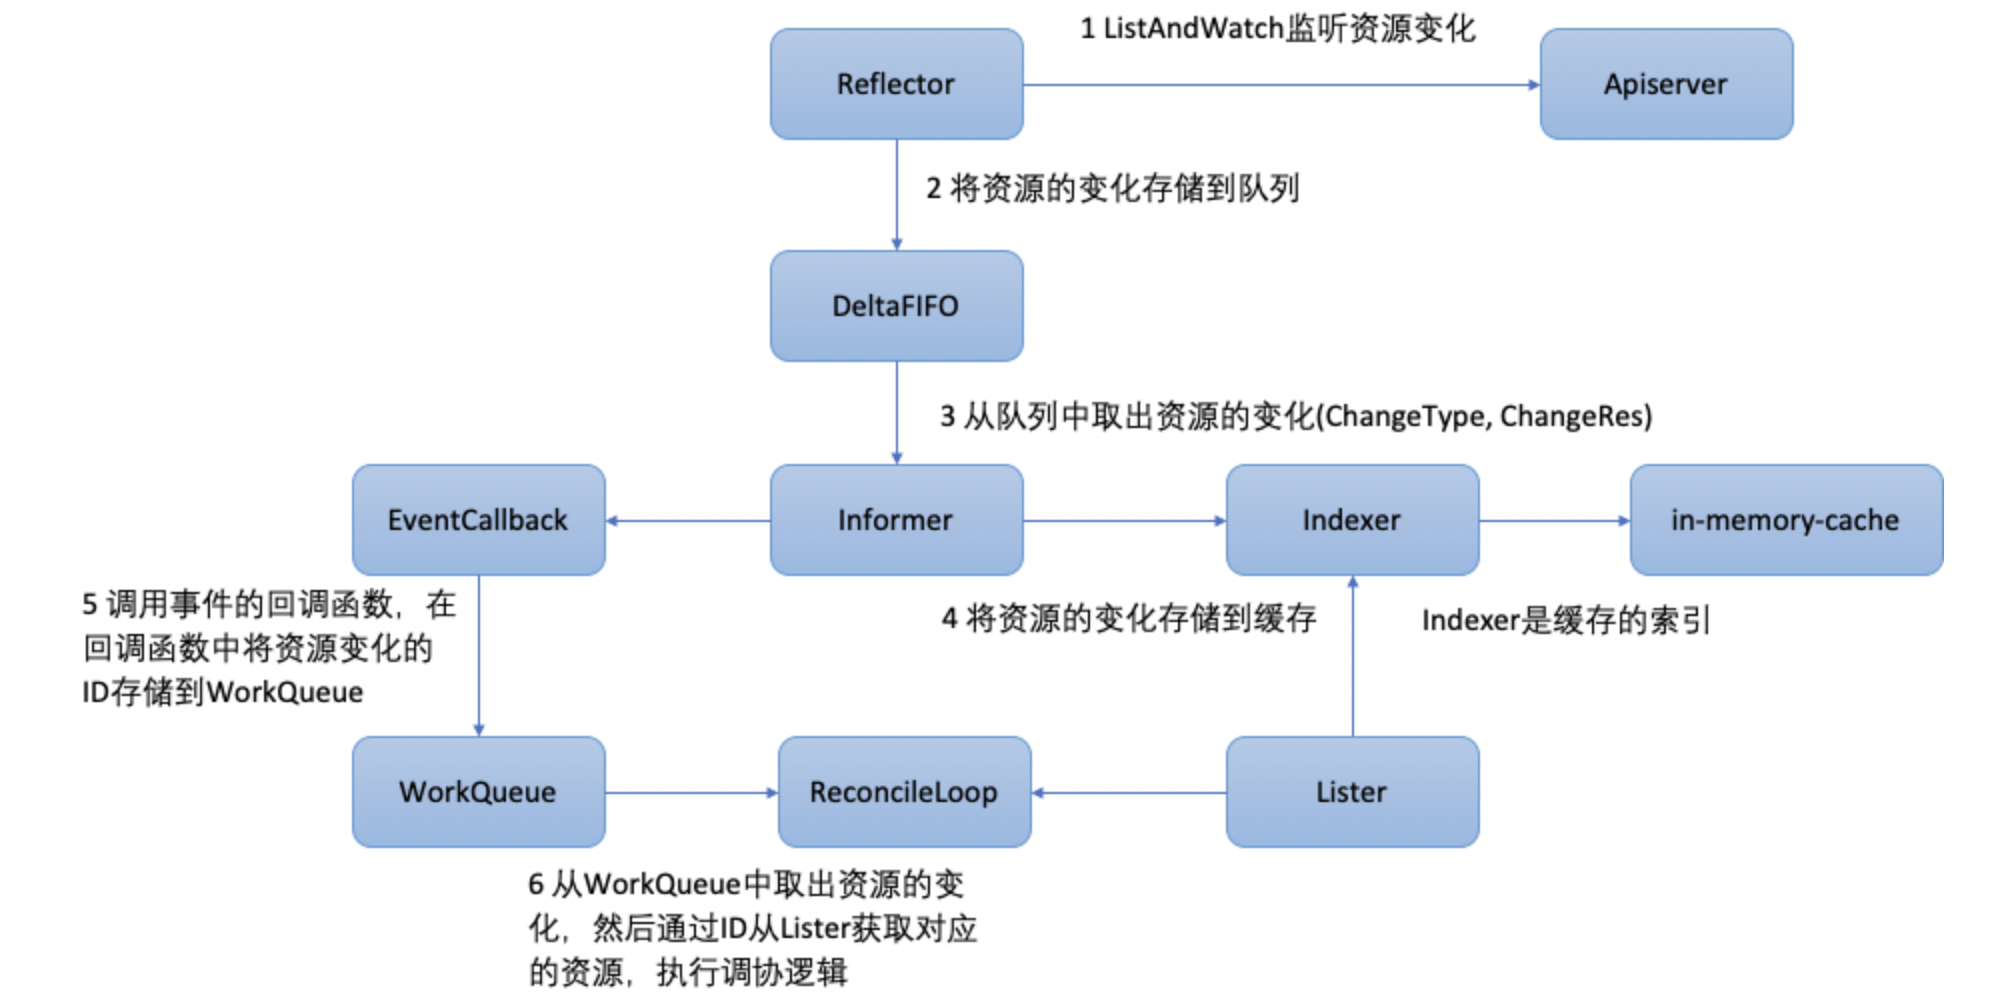 1 ListAndWatch监听资源变化
Reflector
Apiserver
2 将资源的变化存储到队列
DeltaFIFO
3 从队列中取出资源的变化(ChangeType, ChangeRes)
EventCallback
Informer
Indexer
in-memory-cache
5 调用事件的回调函数，在
回调函数中将资源变化的
ID存储到WorkQueue
4 将资源的变化存储到缓存
Indexer是缓存的索引
WorkQueue
ReconcileLoop
Lister
6 从WorkQueue中取出资源的变
化，然后通过ID从Lister获取对应
的资源，执行调协逻辑